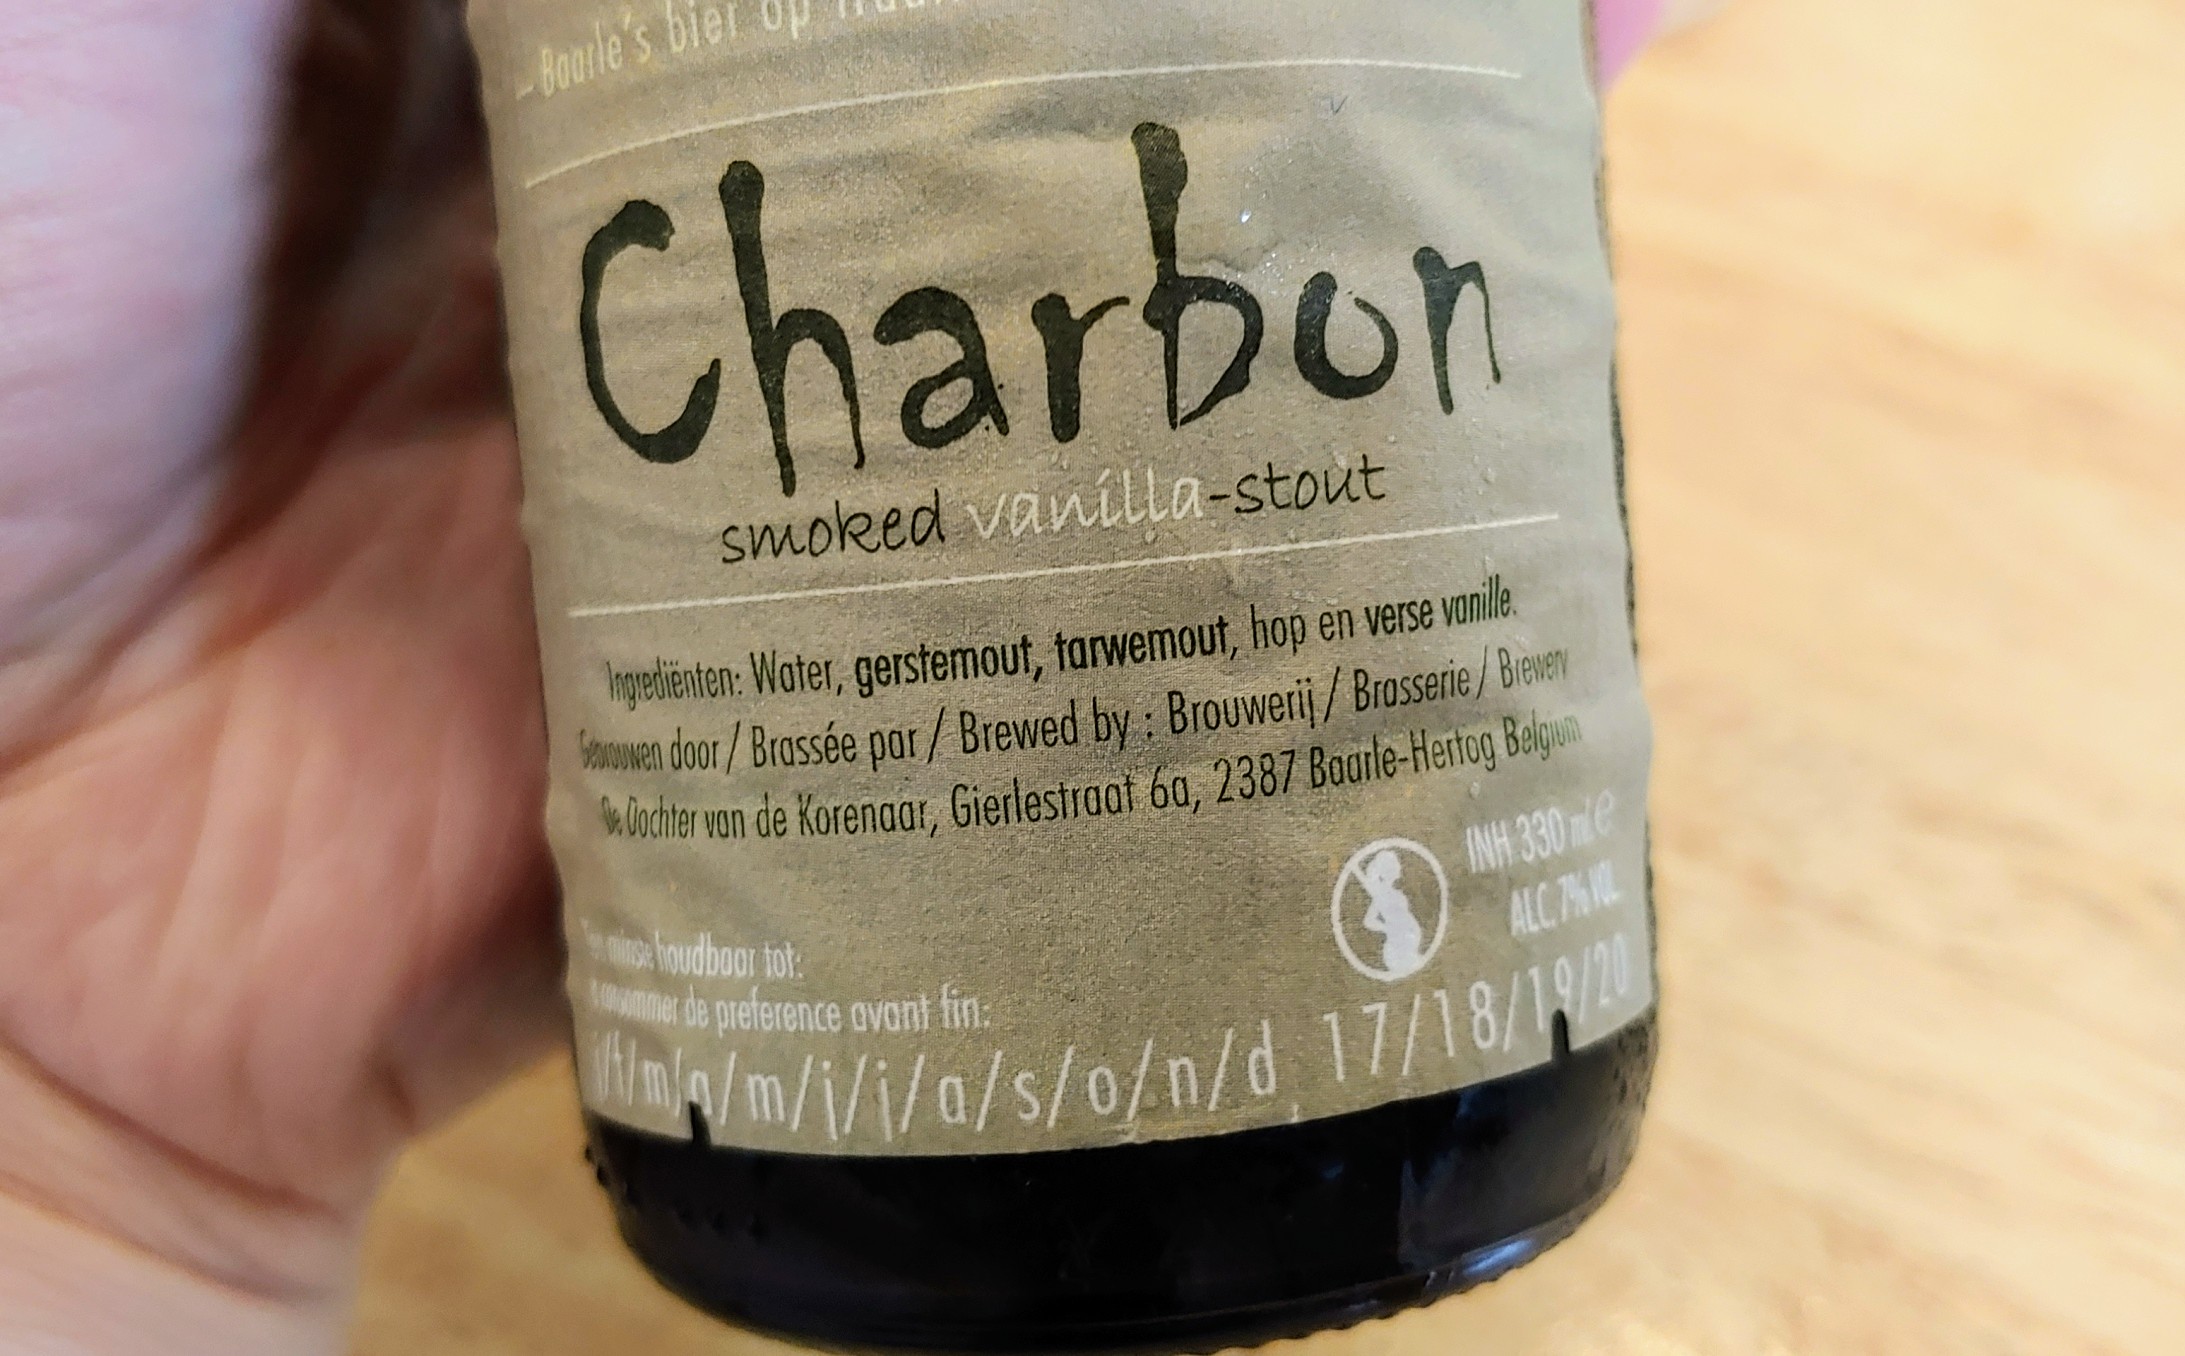 – Baarle's bier op
Charbon
smoked vanilla-stout
Ingrediënten: Water, gerstemout, tarwemout, hop en verse vanille.
Gebrouwen door / Brassée par / Brewed by : Brouwerij / Brasserie / Brewery
De Dochter van de Korenaar, Gierlestraat 6a, 2387 Baarle-Hertog Belgium
INH 330 ml e
ALC. 7% VOL.
Ten minste houdbaar tot:
consommer de preference avant fin:
j/f/m/a/m/j/j/a/s/o/n/d 17/18/19/20